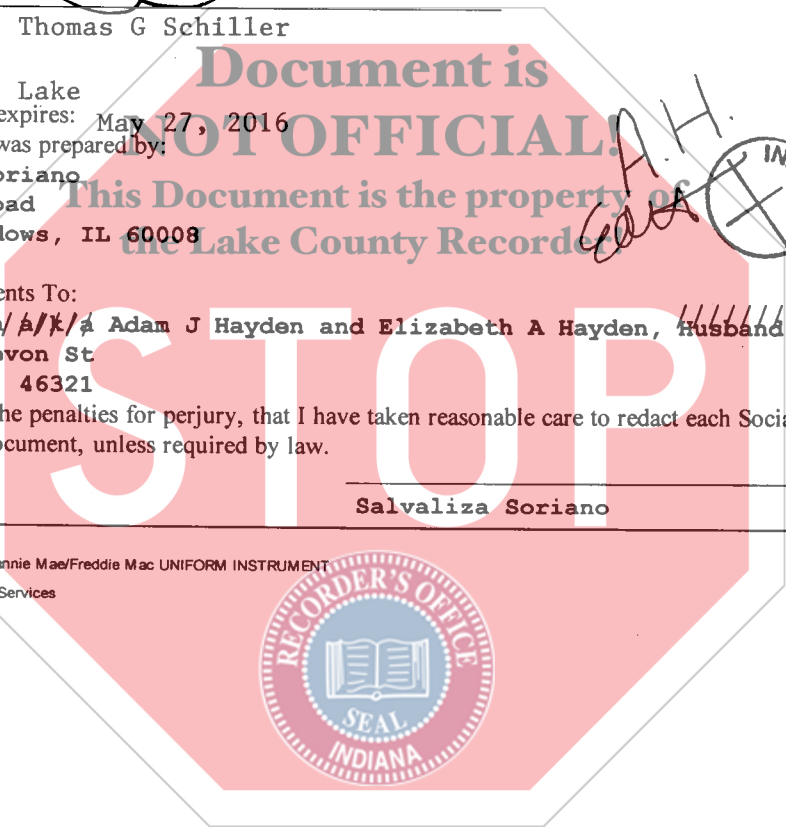 Thomas G Schiller
Document is
Lake
expires: May 27, 2016
NOT OFFICIAL!
was prepared by:
oriano
This Document is the property of
oad
lows, IL 60008
the Lake County Recorder!
A.H.
EAH
IN
ents To:
a/k/a Adam J Hayden and Elizabeth A Hayden, Husband
evon St
46321
he penalties for perjury, that I have taken reasonable care to redact each Socia
ocument, unless required by law.
STOP
Salvaliza Soriano
nnie Mae/Freddie Mac UNIFORM INSTRUMENT
Services
RECORDER'S OFFICE
SEAL
INDIANA